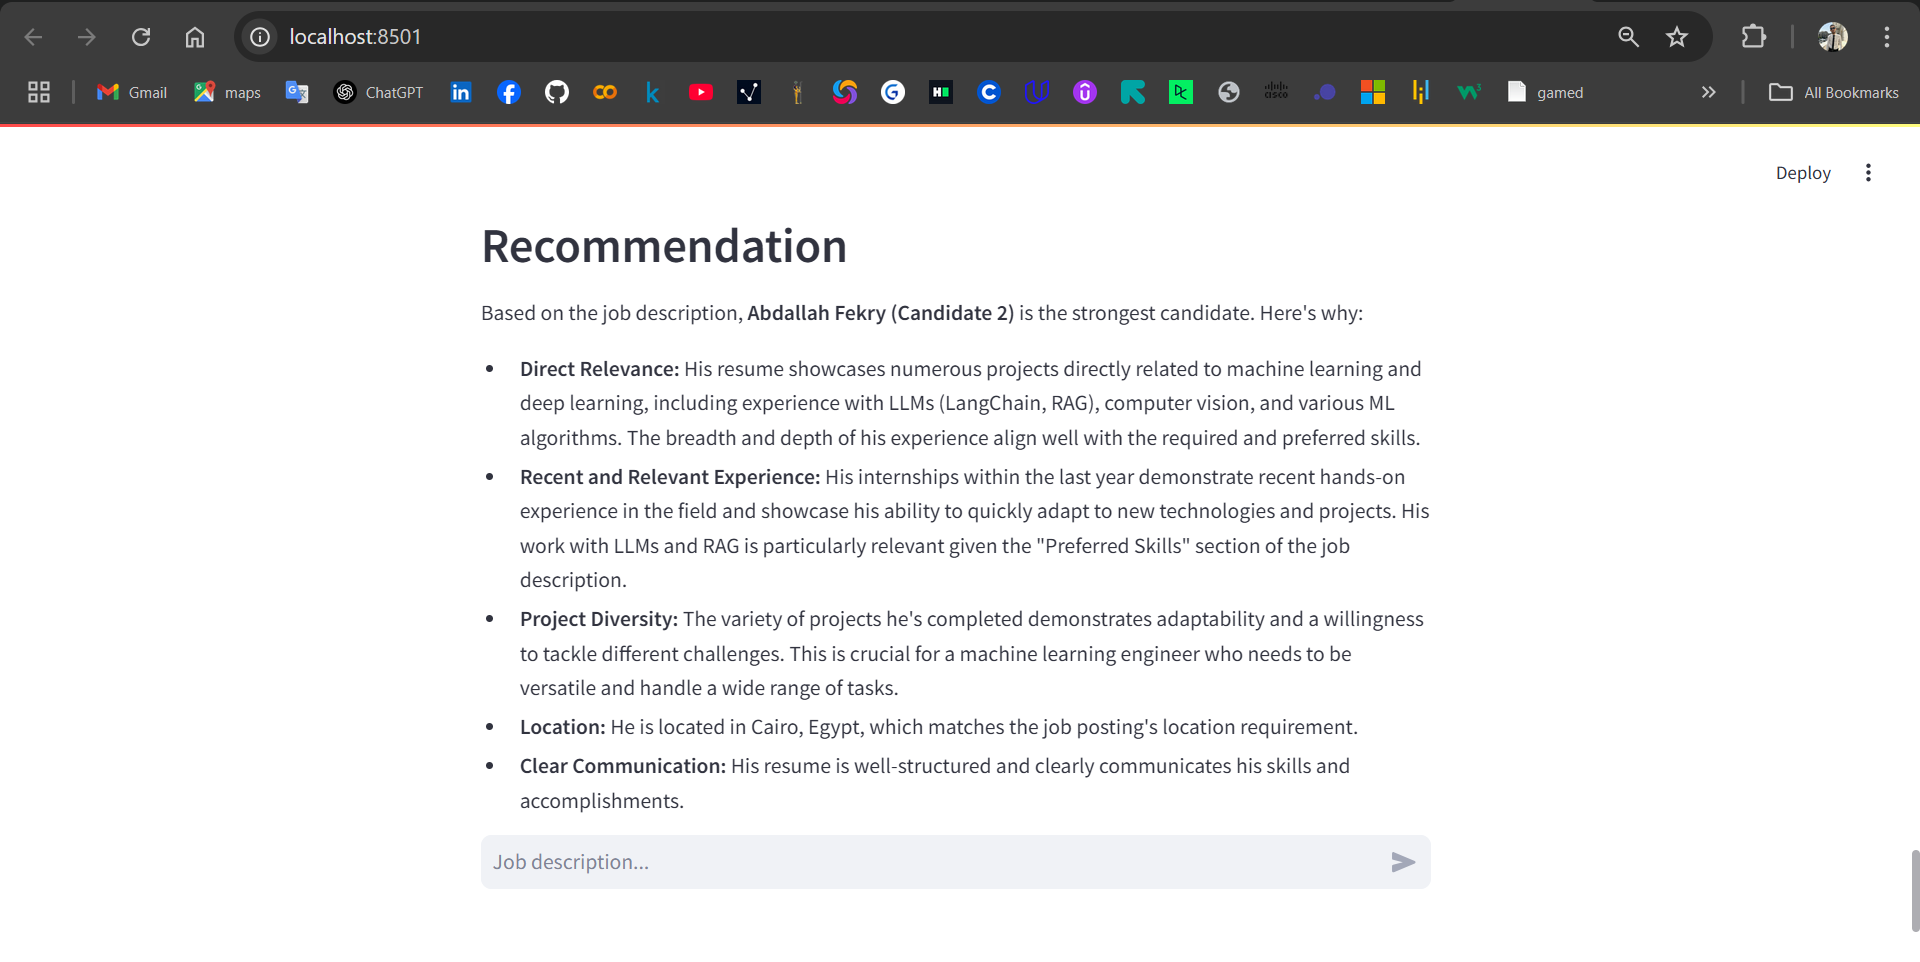 localhost:8501
Gmail
maps
ChatGPT
gamed
All Bookmarks
Deploy
Recommendation
Based on the job description, Abdallah Fekry (Candidate 2) is the strongest candidate. Here's why:
• Direct Relevance: His resume showcases numerous projects directly related to machine learning and
deep learning, including experience with LLMs (LangChain, RAG), computer vision, and various ML
algorithms. The breadth and depth of his experience align well with the required and preferred skills.
• Recent and Relevant Experience: His internships within the last year demonstrate recent hands-on
experience in the field and showcase his ability to quickly adapt to new technologies and projects. His
work with LLMs and RAG is particularly relevant given the "Preferred Skills" section of the job
description.
• Project Diversity: The variety of projects he's completed demonstrates adaptability and a willingness
to tackle different challenges. This is crucial for a machine learning engineer who needs to be
versatile and handle a wide range of tasks.
• Location: He is located in Cairo, Egypt, which matches the job posting's location requirement.
• Clear Communication: His resume is well-structured and clearly communicates his skills and
accomplishments.
Job description...